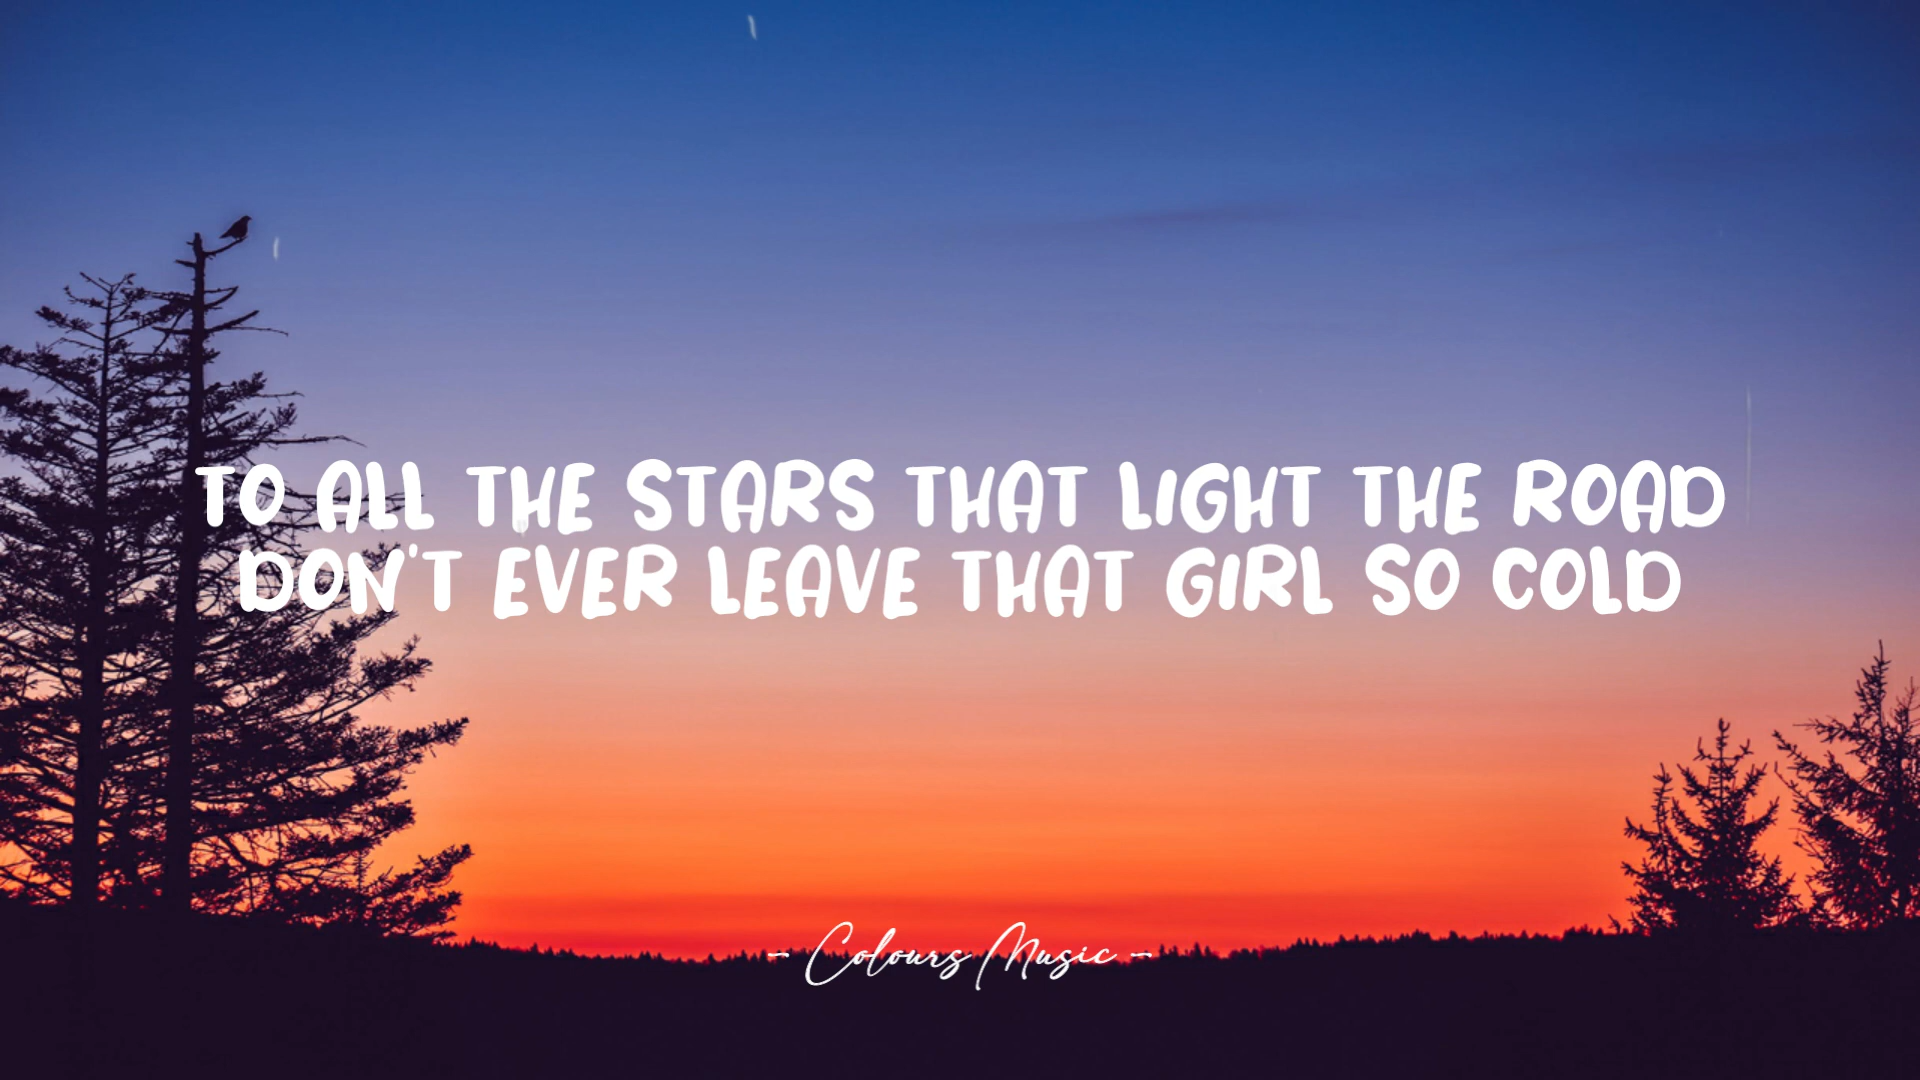 TO ALL THE STARS THAT LIGHT THE ROAD
DON'T EVER LEAVE THAT GIRL SO COLD
- Colours Music -